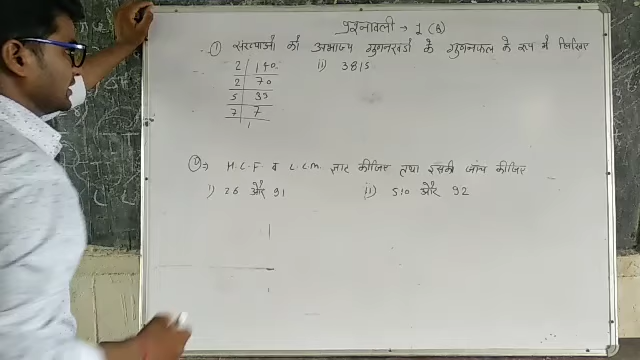 प्रश्नावली → 1 (B)
① संख्याओं को अभाज्य गुणनखंडों के गुणनफल के रूप में लिखिए
2 | 140 ii) 3815
2 | 70
5 | 35
7 | 7
1
H.C.F व L.C.M. ज्ञात कीजिए तथा इसकी जांच कीजिए
i) 26 और 91 ii) 510 और 92